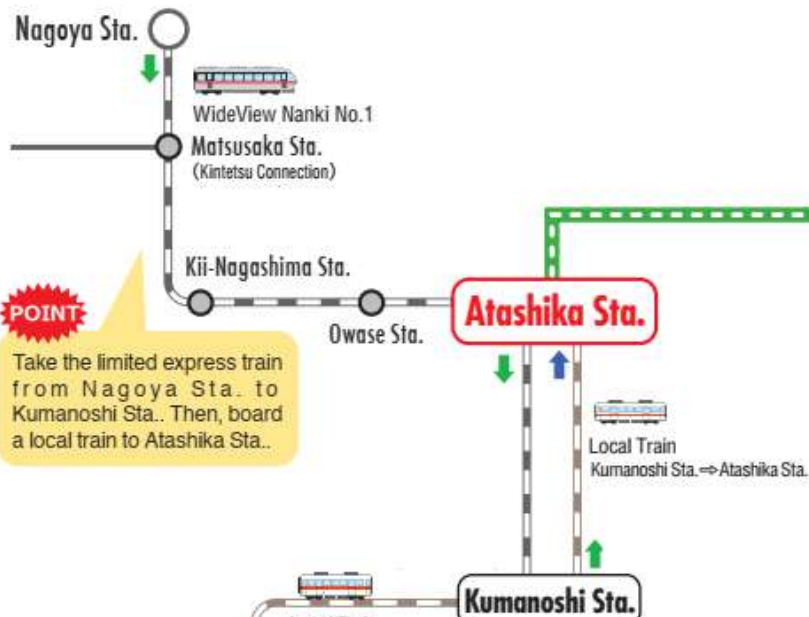 Nagoya Sta.
WideView Nanki No.1
Matsusaka Sta.
(Kintetsu Connection)
Kii-Nagashima Sta.
Owase Sta.
Atashika Sta.
POINT
Take the limited express train
from Nagoya Sta. to
Kumanoshi Sta.. Then, board
a local train to Atashika Sta..
Local Train
Kumanoshi Sta.⇨Atashika Sta.
Kumanoshi Sta.